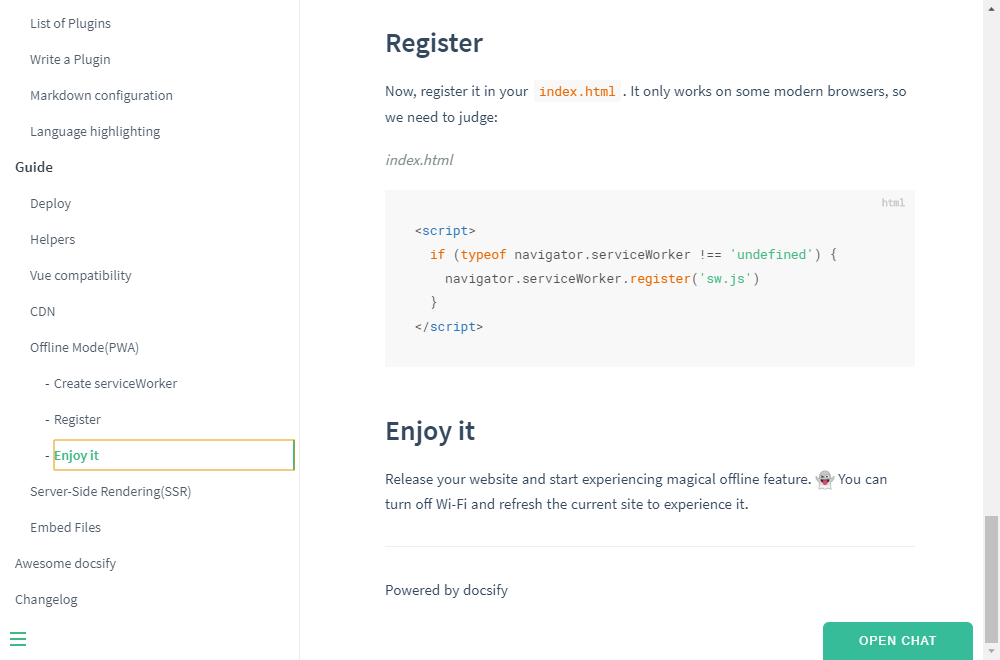 List of Plugins
Write a Plugin
Markdown configuration
Language highlighting
Guide
Deploy
Helpers
Vue compatibility
CDN
Offline Mode(PWA)
- Create serviceWorker
- Register
- Enjoy it
Server-Side Rendering(SSR)
Embed Files
Awesome docsify
Changelog
Register
Now, register it in your index.html . It only works on some modern browsers, so
we need to judge:
index.html
html
<script>
  if (typeof navigator.serviceWorker !== 'undefined') {
    navigator.serviceWorker.register('sw.js')
  }
</script>
Enjoy it
Release your website and start experiencing magical offline feature. 👻 You can
turn off Wi-Fi and refresh the current site to experience it.
Powered by docsify
OPEN CHAT